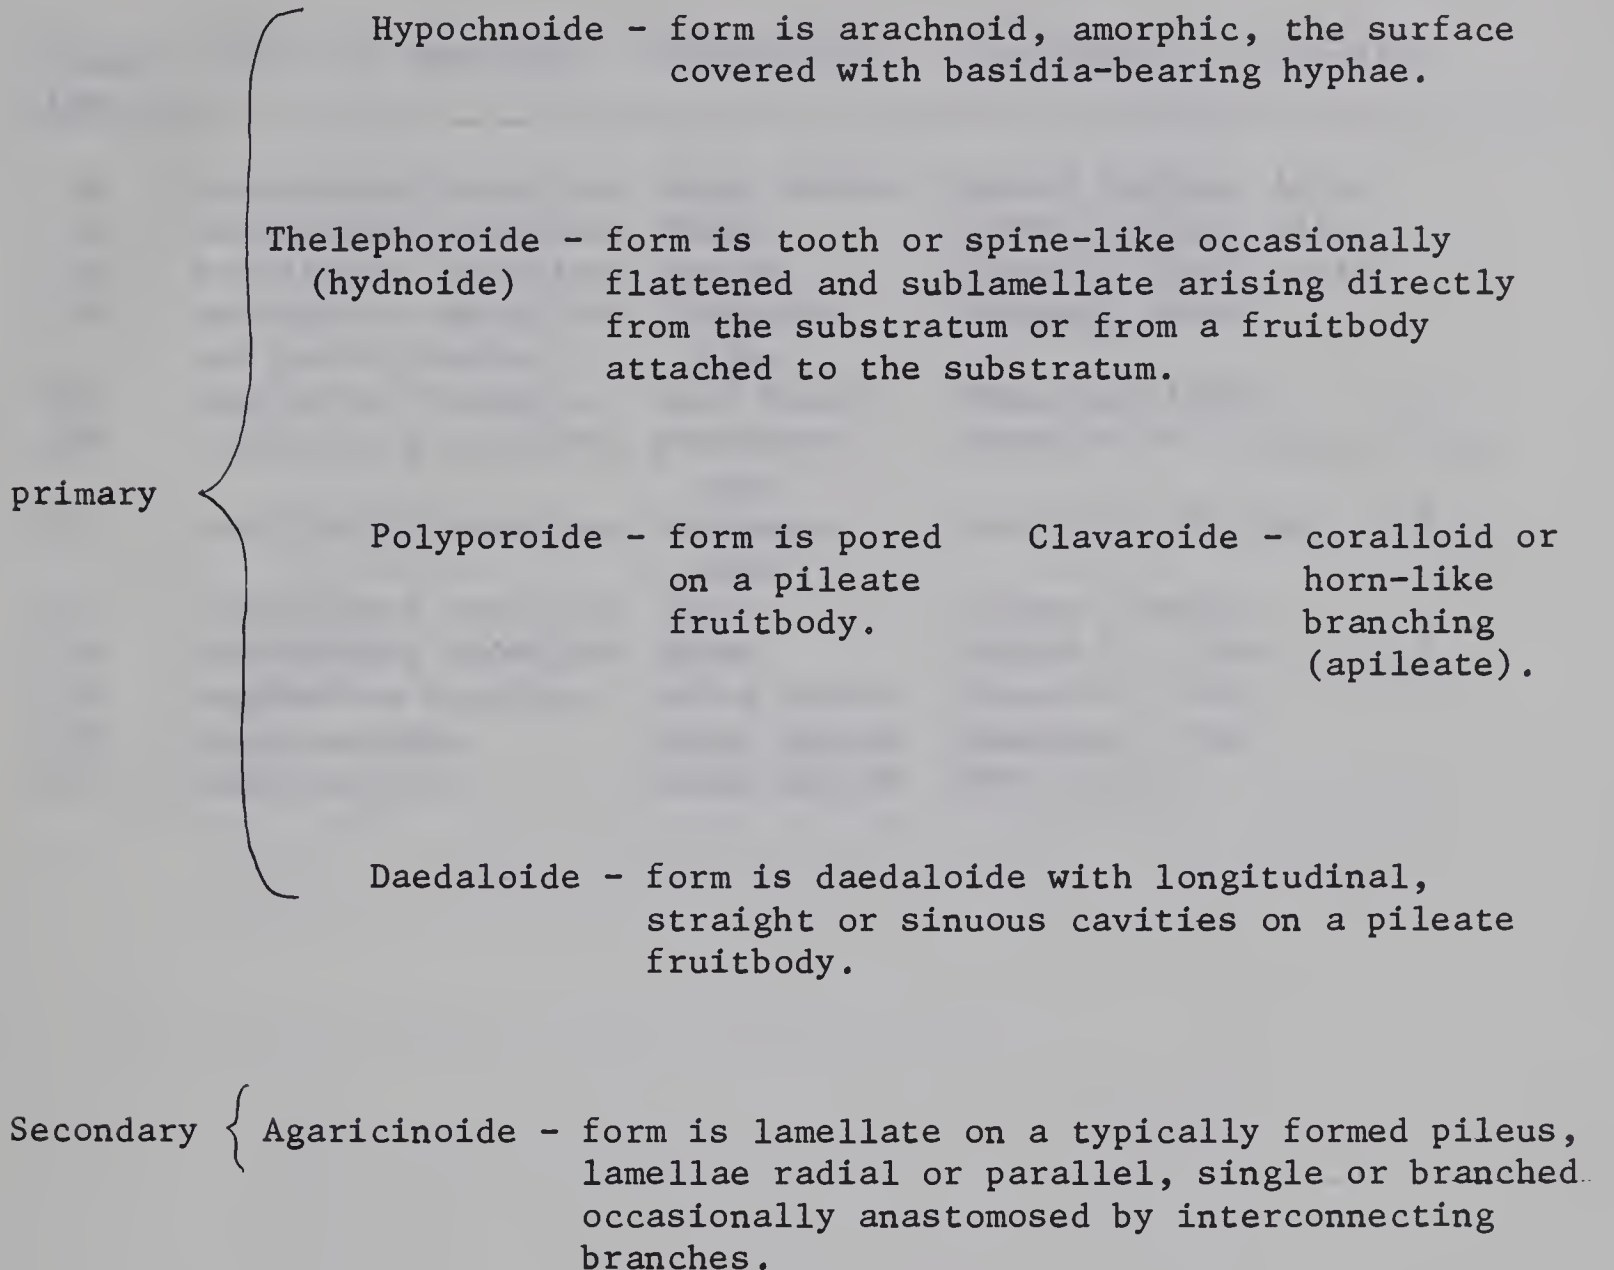 Hypochnoide - form is arachnoid, amorphic, the surface
covered with basidia-bearing hyphae.
Thelephoroide - form is tooth or spine-like occasionally
(hydnoide) flattened and sublamellate arising directly
from the substratum or from a fruitbody
attached to the substratum.
primary
Polyporoide - form is pored
on a pileate
fruitbody.
Clavaroide - coralloid or
horn-like
branching
(apileate).
Daedaloide - form is daedaloide with longitudinal,
straight or sinuous cavities on a pileate
fruitbody.
Secondary { Agaricinoide - form is lamellate on a typically formed pileus,
lamellae radial or parallel, single or branched
occasionally anastomosed by interconnecting
branches.